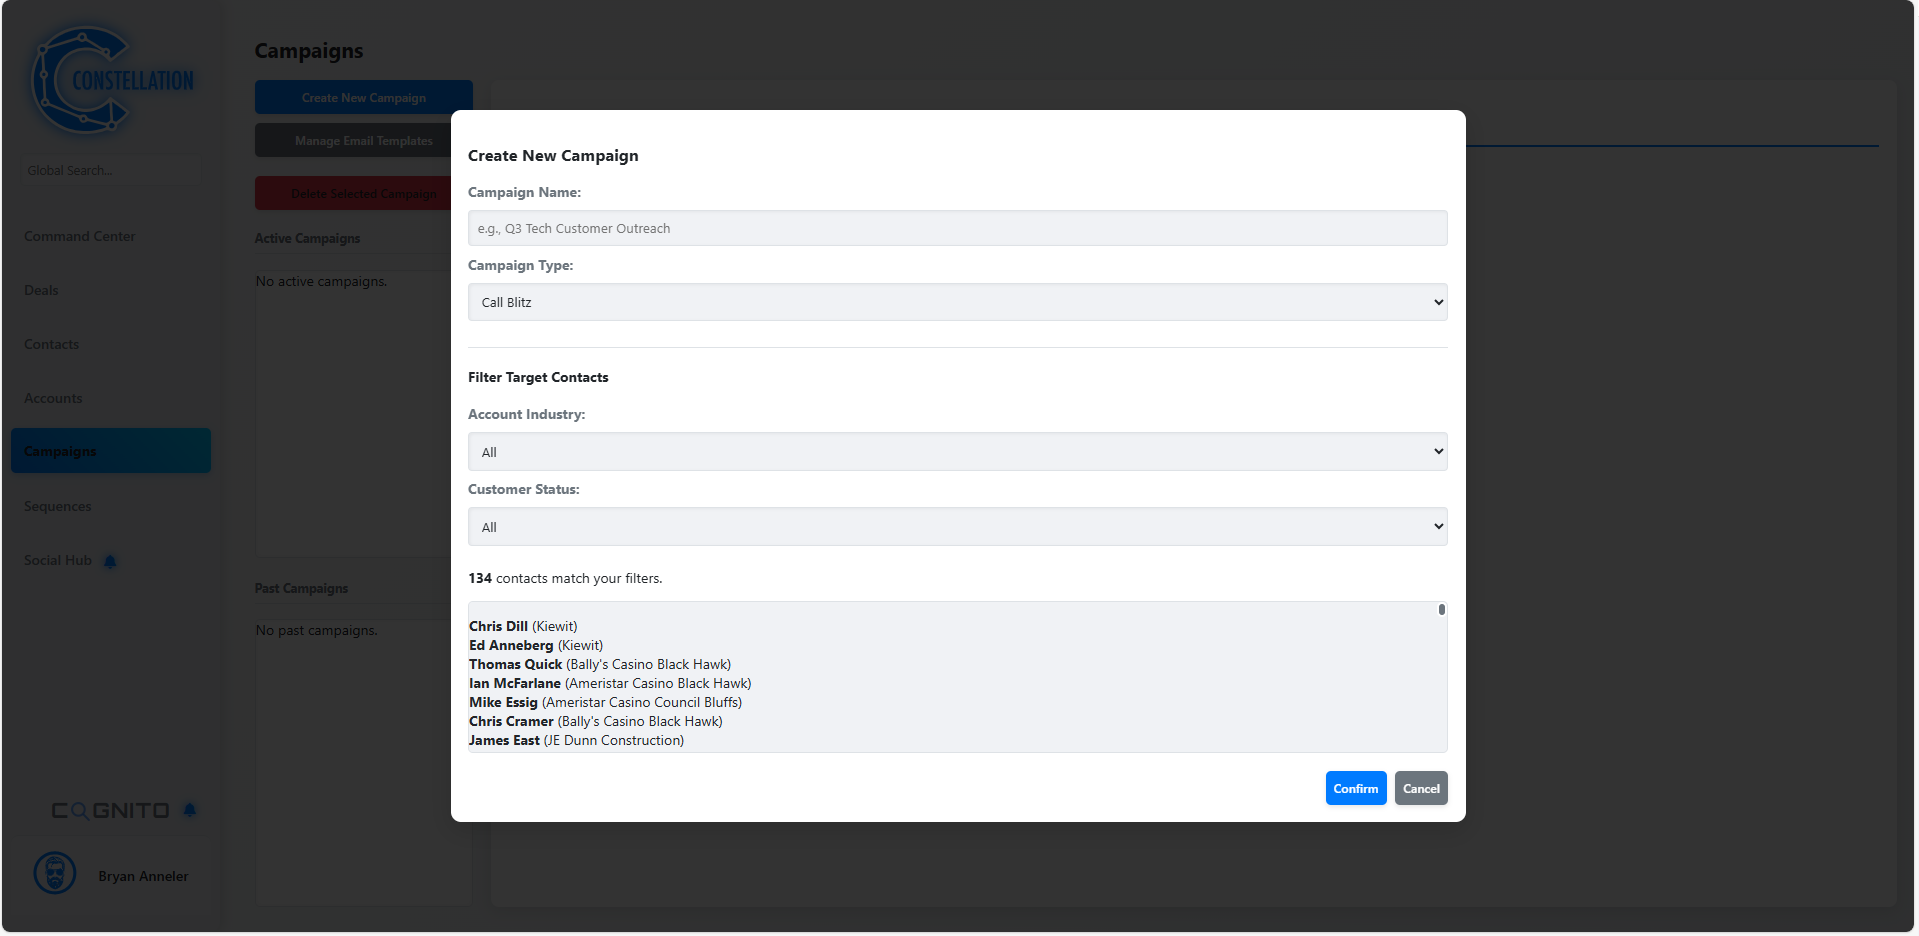 CONSTELLATION
Global Search...
Command Center
Deals
Contacts
Accounts
Campaigns
Sequences
Social Hub
COGNITO
Bryan Anneler
Campaigns
Create New Campaign
Manage Email Templates
Delete Selected Campaign
Active Campaigns
No active campaigns.
Past Campaigns
No past campaigns.
Create New Campaign
Campaign Name:
e.g., Q3 Tech Customer Outreach
Campaign Type:
Call Blitz
Filter Target Contacts
Account Industry:
All
Customer Status:
All
134 contacts match your filters.
Chris Dill (Kiewit)
Ed Anneberg (Kiewit)
Thomas Quick (Bally's Casino Black Hawk)
Ian McFarlane (Ameristar Casino Black Hawk)
Mike Essig (Ameristar Casino Council Bluffs)
Chris Cramer (Bally's Casino Black Hawk)
James East (JE Dunn Construction)
Confirm
Cancel